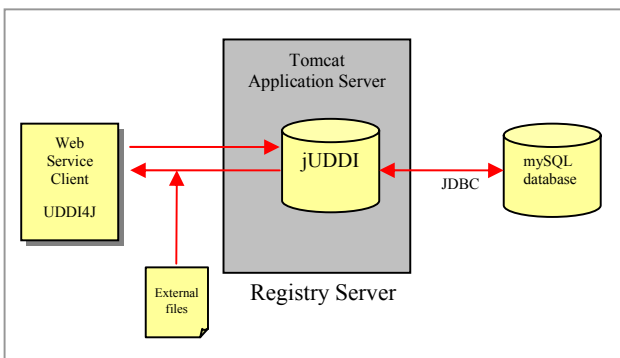 Tomcat
Application Server
Web
Service
Client
UDDI4J
jUDDI
JDBC
mySQL
database
External
files
Registry Server